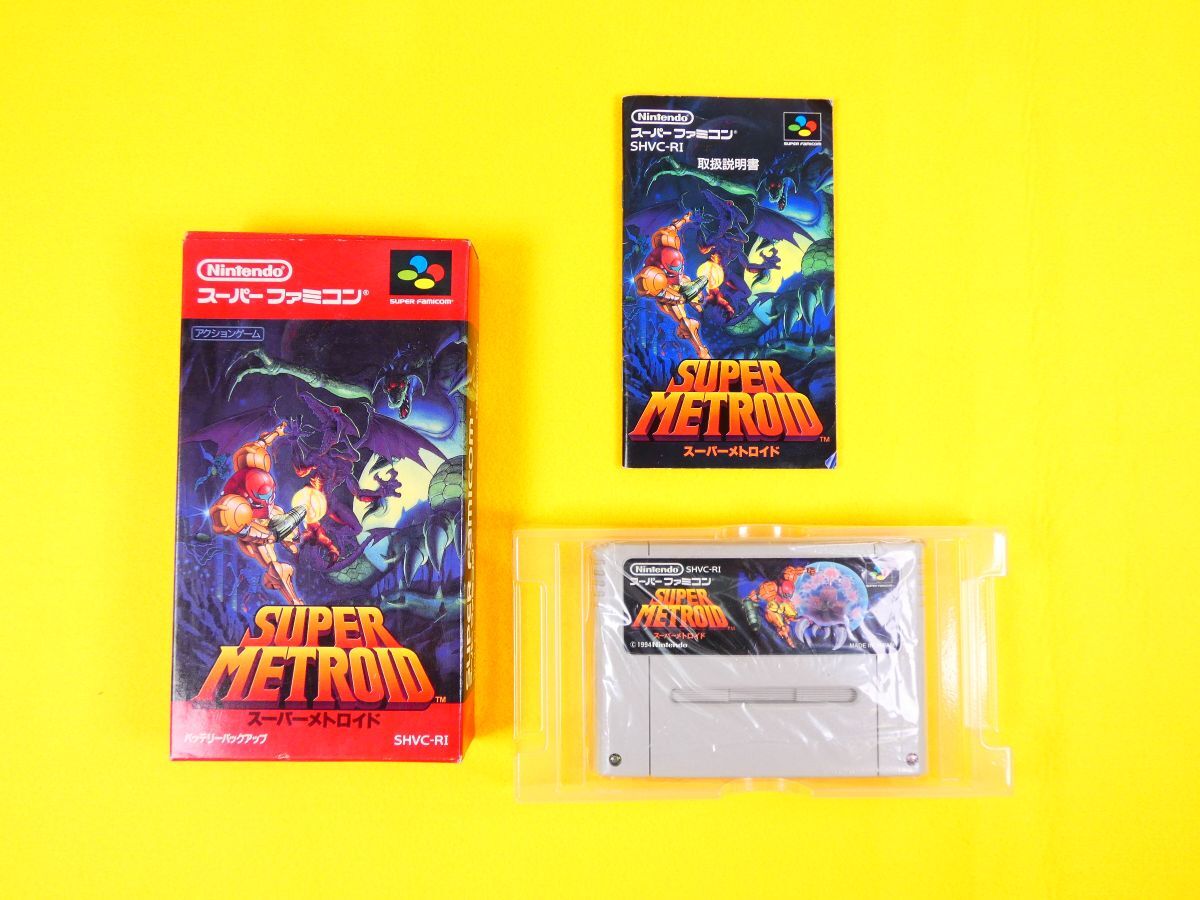 Nintendo
スーパーファミコン®
SUPER FAMICOM
アクションゲーム
SUPER
METROID™
スーパーメトロイド
バッテリーバックアップ
SHVC-RI
Nintendo
スーパーファミコン®
SHVC-RI
SUPER FAMICOM
取扱説明書
SUPER
METROID™
スーパーメトロイド
Nintendo SHVC-RI
スーパーファミコン
SUPER
METROID™
スーパーメトロイド
©1994 Nintendo
MADE IN